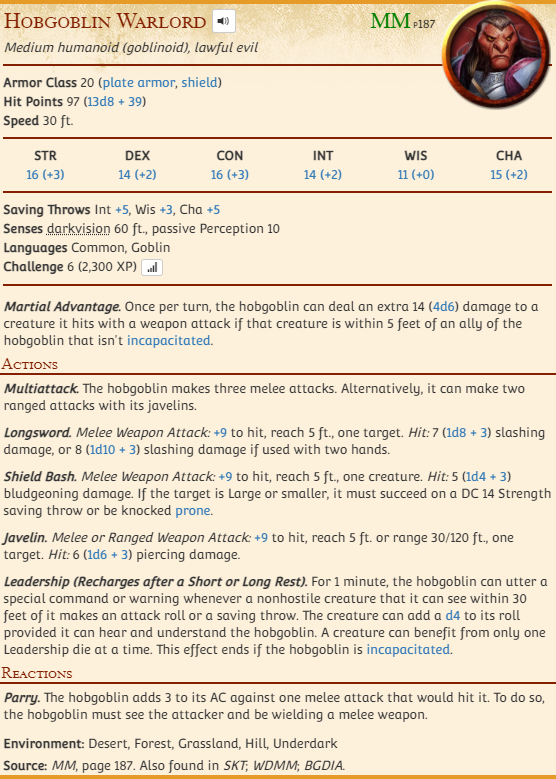 Hobgoblin Warlord MM P187
Medium humanoid (goblinoid), lawful evil
Armor Class 20 (plate armor, shield)
Hit Points 97 (13d8 + 39)
Speed 30 ft.
STR DEX CON INT WIS CHA
16 (+3) 14 (+2) 16 (+3) 14 (+2) 11 (+0) 15 (+2)
Saving Throws Int +5, Wis +3, Cha +5
Senses darkvision 60 ft., passive Perception 10
Languages Common, Goblin
Challenge 6 (2,300 XP)
Martial Advantage. Once per turn, the hobgoblin can deal an extra 14 (4d6) damage to a
creature it hits with a weapon attack if that creature is within 5 feet of an ally of the
hobgoblin that isn't incapacitated.
Actions
Multiattack. The hobgoblin makes three melee attacks. Alternatively, it can make two
ranged attacks with its javelins.
Longsword. Melee Weapon Attack: +9 to hit, reach 5 ft., one target. Hit: 7 (1d8 + 3) slashing
damage, or 8 (1d10 + 3) slashing damage if used with two hands.
Shield Bash. Melee Weapon Attack: +9 to hit, reach 5 ft., one creature. Hit: 5 (1d4 + 3)
bludgeoning damage. If the target is Large or smaller, it must succeed on a DC 14 Strength
saving throw or be knocked prone.
Javelin. Melee or Ranged Weapon Attack: +9 to hit, reach 5 ft. or range 30/120 ft., one
target. Hit: 6 (1d6 + 3) piercing damage.
Leadership (Recharges after a Short or Long Rest). For 1 minute, the hobgoblin can utter a
special command or warning whenever a nonhostile creature that it can see within 30
feet of it makes an attack roll or a saving throw. The creature can add a d4 to its roll
provided it can hear and understand the hobgoblin. A creature can benefit from only one
Leadership die at a time. This effect ends if the hobgoblin is incapacitated.
Reactions
Parry. The hobgoblin adds 3 to its AC against one melee attack that would hit it. To do so,
the hobgoblin must see the attacker and be wielding a melee weapon.
Environment: Desert, Forest, Grassland, Hill, Underdark
Source: MM, page 187. Also found in SKT; WDMM; BGDIA.